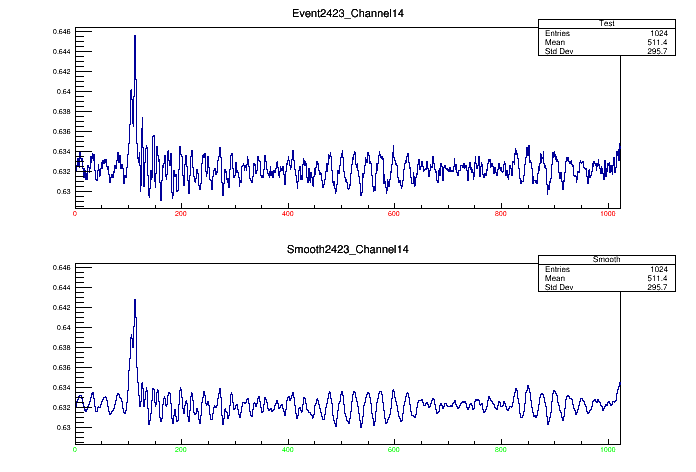 Event2423_Channel14
Test
Entries 1024
Mean 511.4
Std Dev 295.7
0.646
0.644
0.642
0.64
0.638
0.636
0.634
0.632
0.63
0 200 400 600 800 1000
Smooth2423_Channel14
Smooth
Entries 1024
Mean 511.4
Std Dev 295.7
0.646
0.644
0.642
0.64
0.638
0.636
0.634
0.632
0.63
0 200 400 600 800 1000